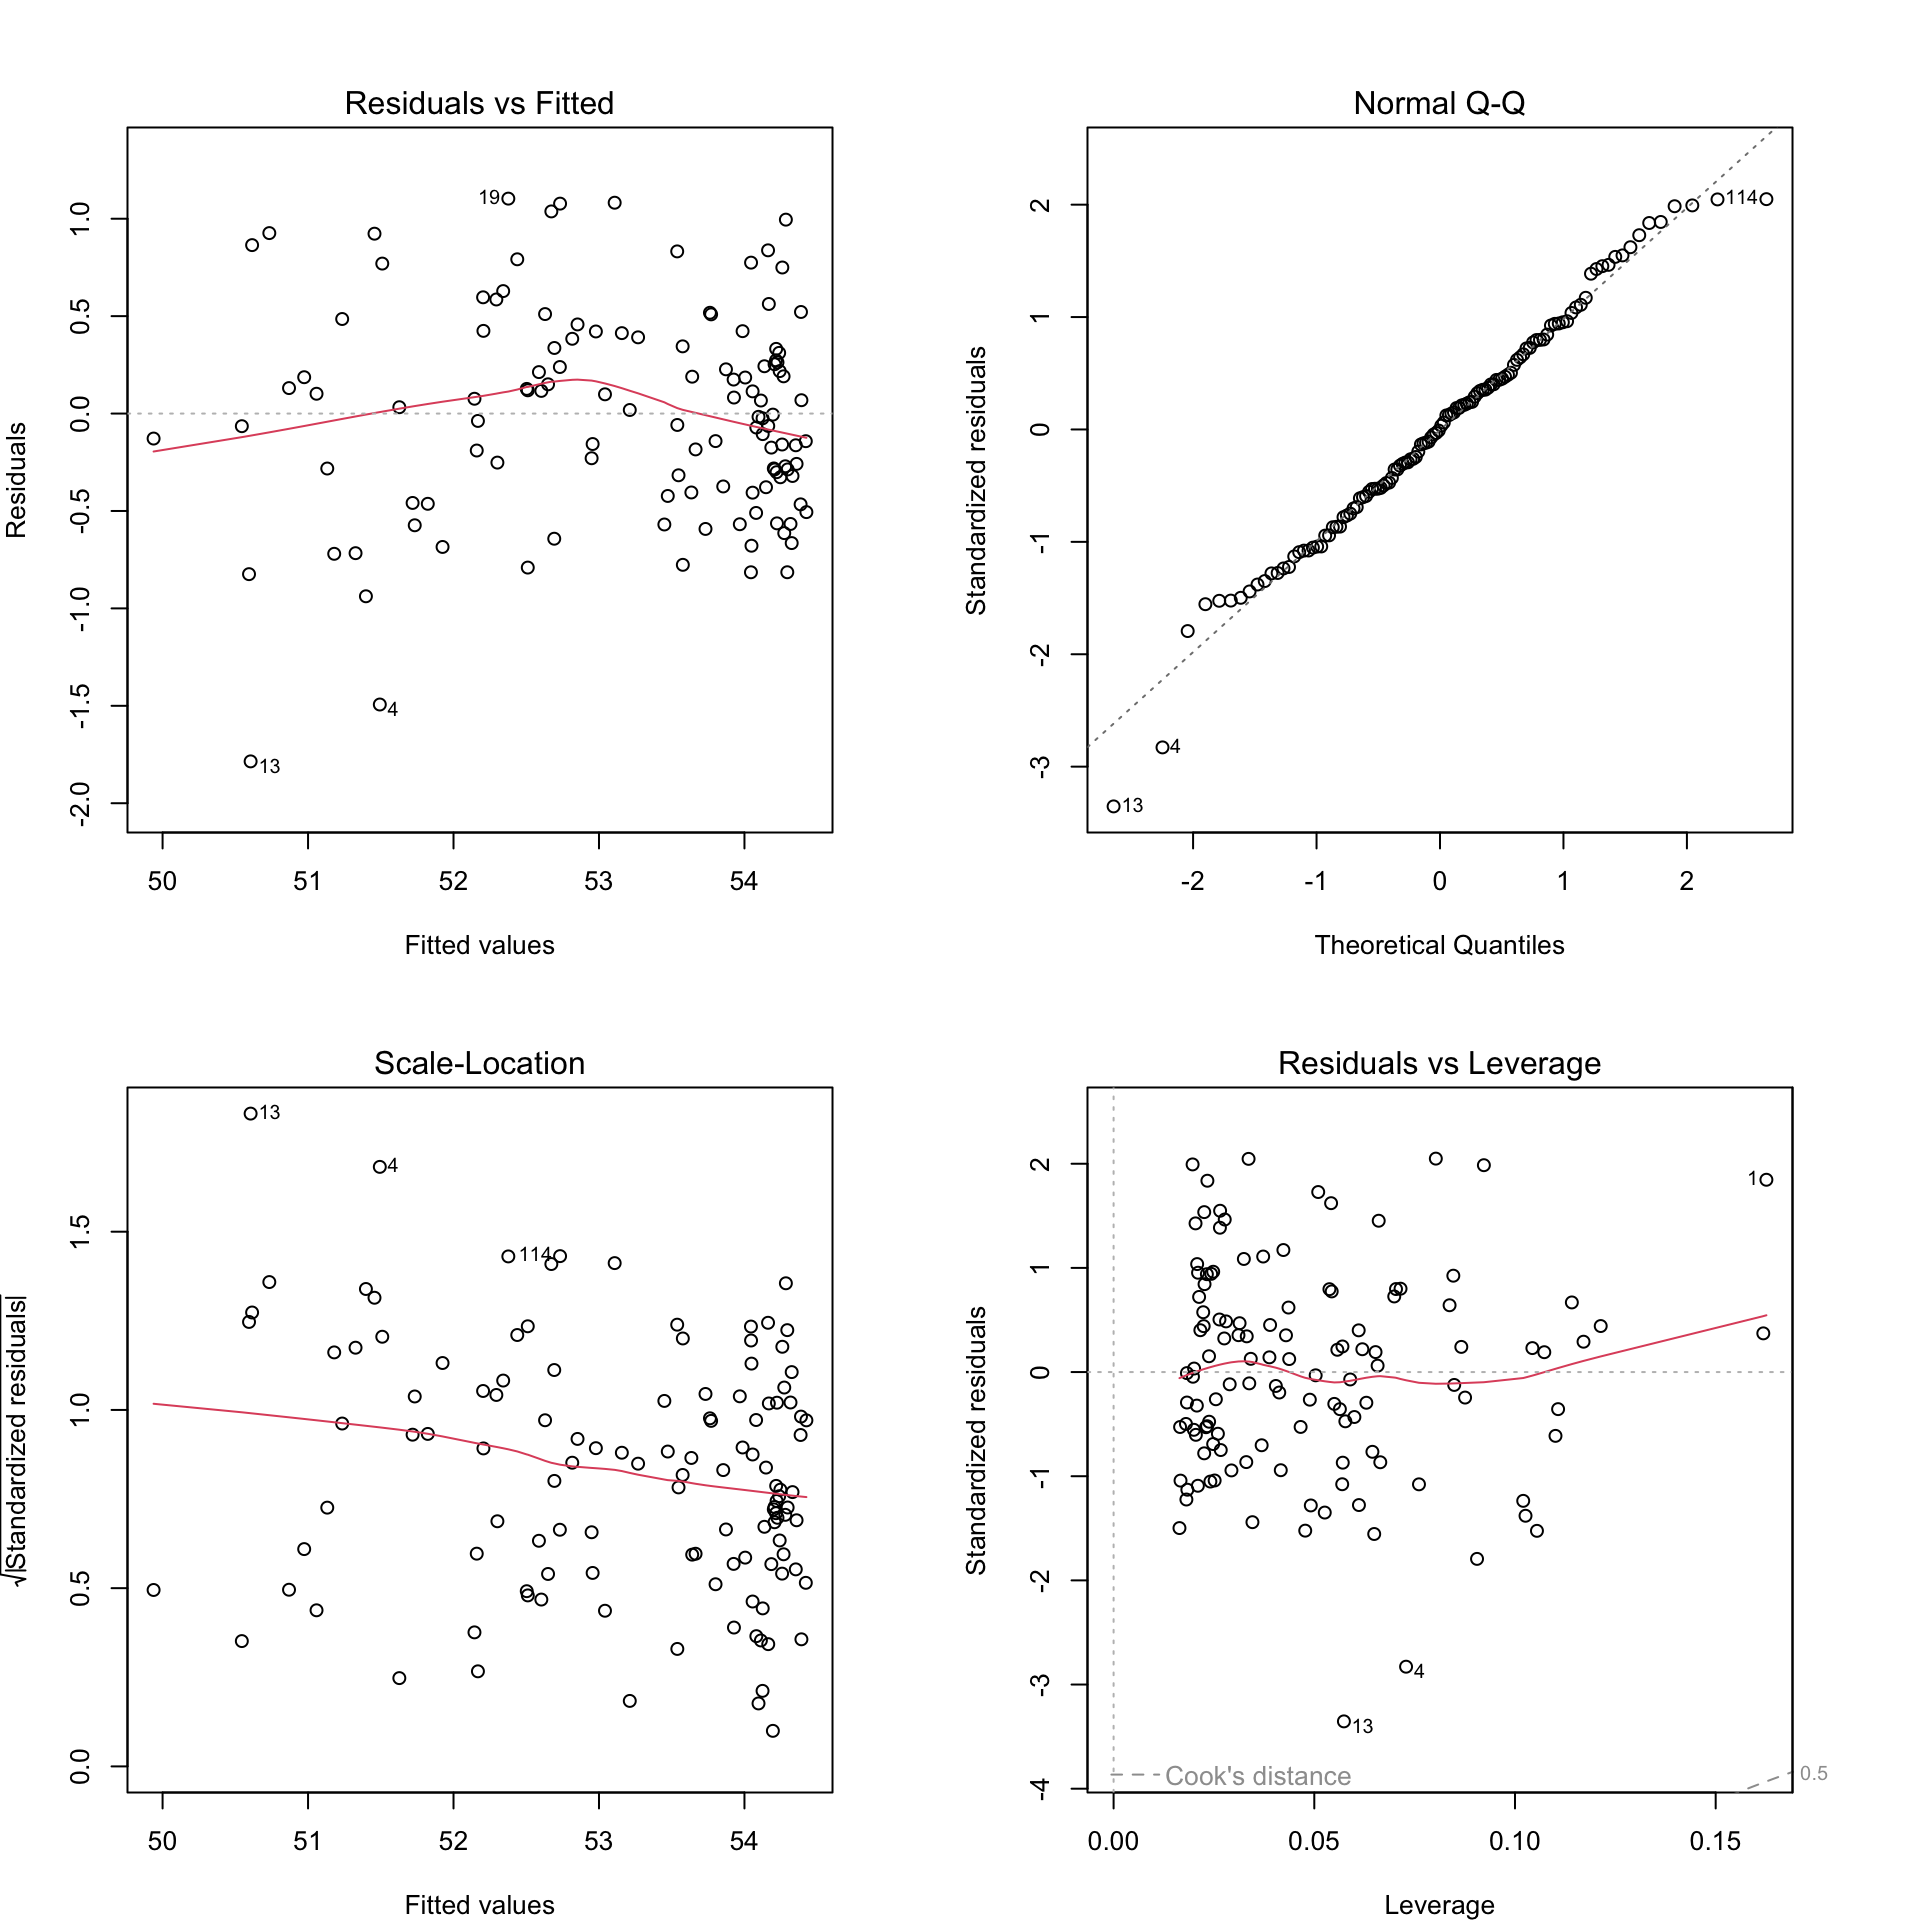 Residuals vs Fitted
Residuals
1.0
0.5
0.0
-0.5
-1.0
-1.5
-2.0
19
4
13
50 51 52 53 54
Fitted values
Normal Q-Q
Standardized residuals
2
1
0
-1
-2
-3
114
4
13
-2 -1 0 1 2
Theoretical Quantiles
Scale-Location
√|Standardized residuals|
1.5
1.0
0.5
0.0
13
4
114
50 51 52 53 54
Fitted values
Residuals vs Leverage
Standardized residuals
2
1
0
-1
-2
-3
-4
1
4
13
Cook's distance
0.5
0.00 0.05 0.10 0.15
Leverage